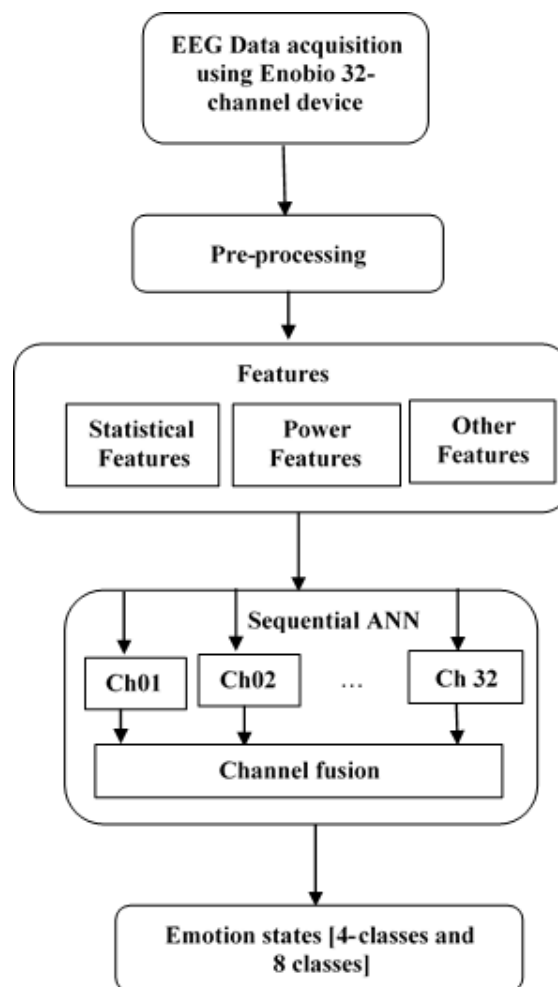 EEG Data acquisition
using Enobio 32-
channel device
Pre-processing
Features
Statistical
Features
Power
Features
Other
Features
Sequential ANN
Ch01
Ch02
...
Ch 32
Channel fusion
Emotion states [4-classes and
8 classes]